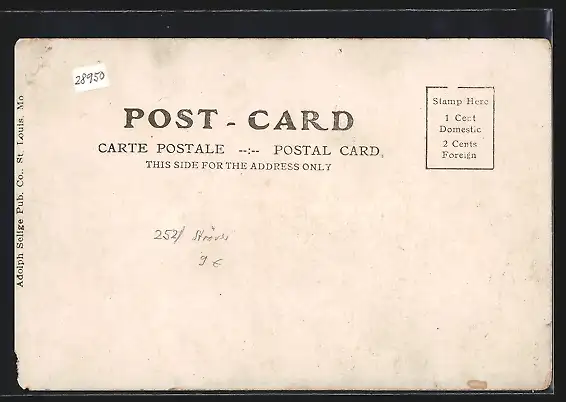 28950
POST - CARD
CARTE POSTALE --:-- POSTAL CARD.
THIS SIDE FOR THE ADDRESS ONLY
Stamp Here
1 Cent
Domestic
2 Cents
Foreign
Adolph Selige Pub. Co., St. Louis, Mo
252/
9 €